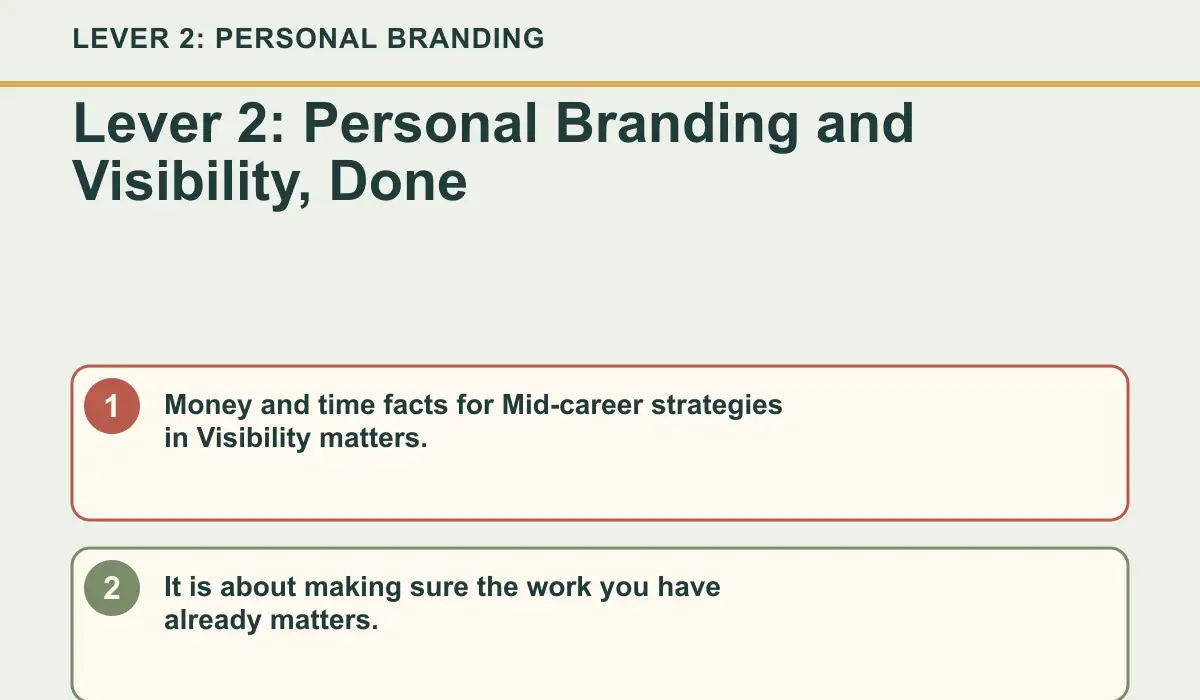 LEVER 2: PERSONAL BRANDING
Lever 2: Personal Branding and
Visibility, Done
1
Money and time facts for Mid-career strategies
in Visibility matters.
2
It is about making sure the work you have
already matters.